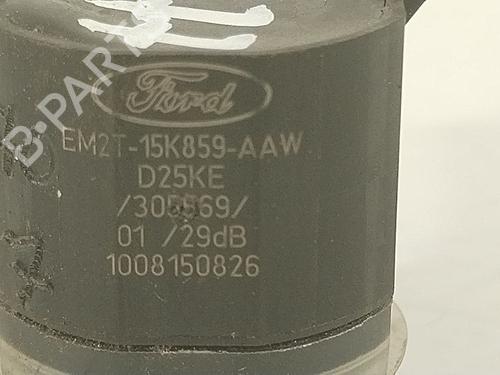 B-PARTS
Ford
EM2T-15K859-AAW
D25KE
/305569/
01 /29dB
1008150826